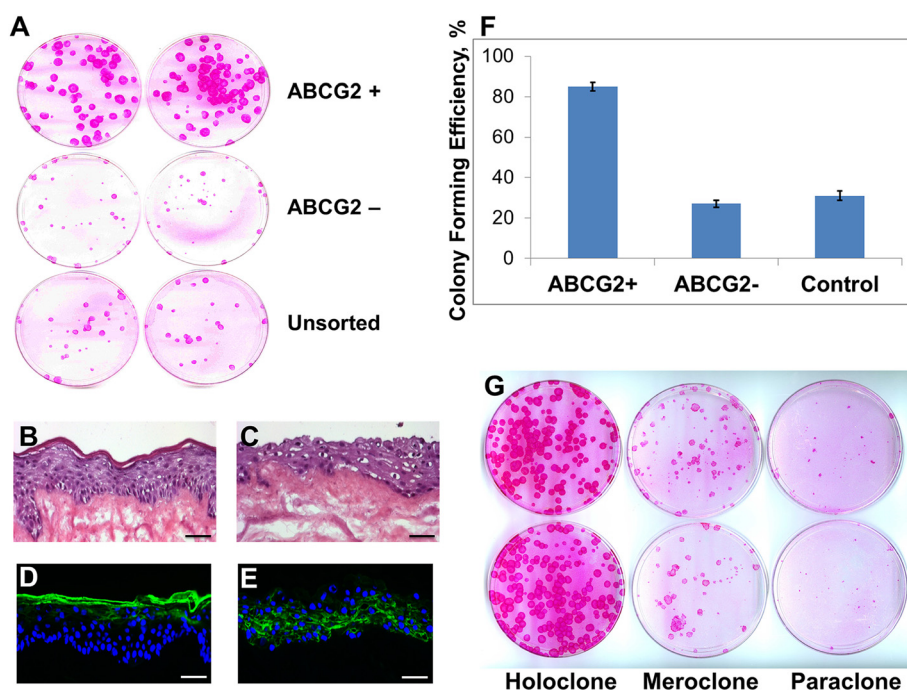 A
ABCG2 +
ABCG2 –
Unsorted
B
C
D
E
F
Colony Forming Efficiency, %
100
80
60
40
20
0
ABCG2+
ABCG2-
Control
G
Holoclone
Meroclone
Paraclone